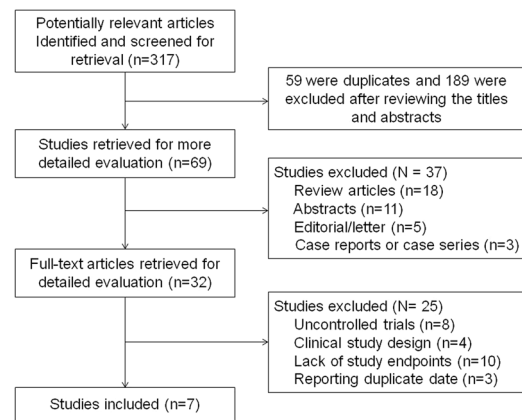 Potentially relevant articles
Identified and screened for
retrieval (n=317)
59 were duplicates and 189 were
excluded after reviewing the titles
and abstracts
Studies retrieved for more
detailed evaluation (n=69)
Studies excluded (N = 37)
Review articles (n=18)
Abstracts (n=11)
Editorial/letter (n=5)
Case reports or case series (n=3)
Full-text articles retrieved for
detailed evaluation (n=32)
Studies excluded (N= 25)
Uncontrolled trials (n=8)
Clinical study design (n=4)
Lack of study endpoints (n=10)
Reporting duplicate date (n=3)
Studies included (n=7)